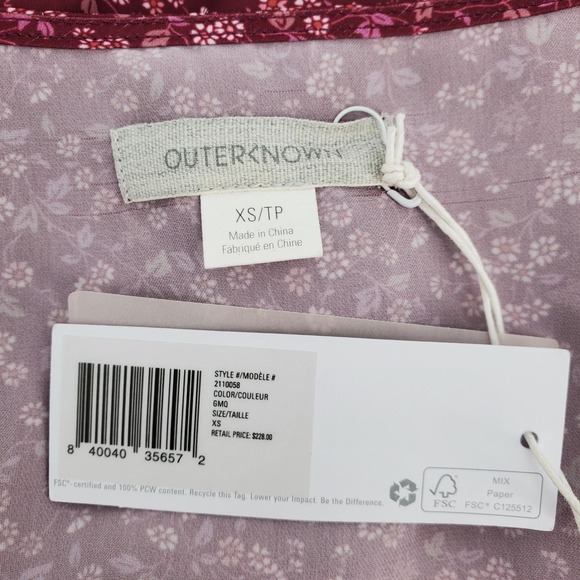 OUTERKNOWN
XS/TP
Made in China
Fabriqué en Chine
STYLE #/MODÈLE #
2110058
COLOR/COULEUR
GMQ
SIZE/TAILLE
XS
RETAIL PRICE: $228.00
8 40040 35657 2
FSC®-certified and 100% PCW content. Recycle this Tag. Lower your Impact. Be the Difference.
FSC
MIX
Paper
FSC® C125512